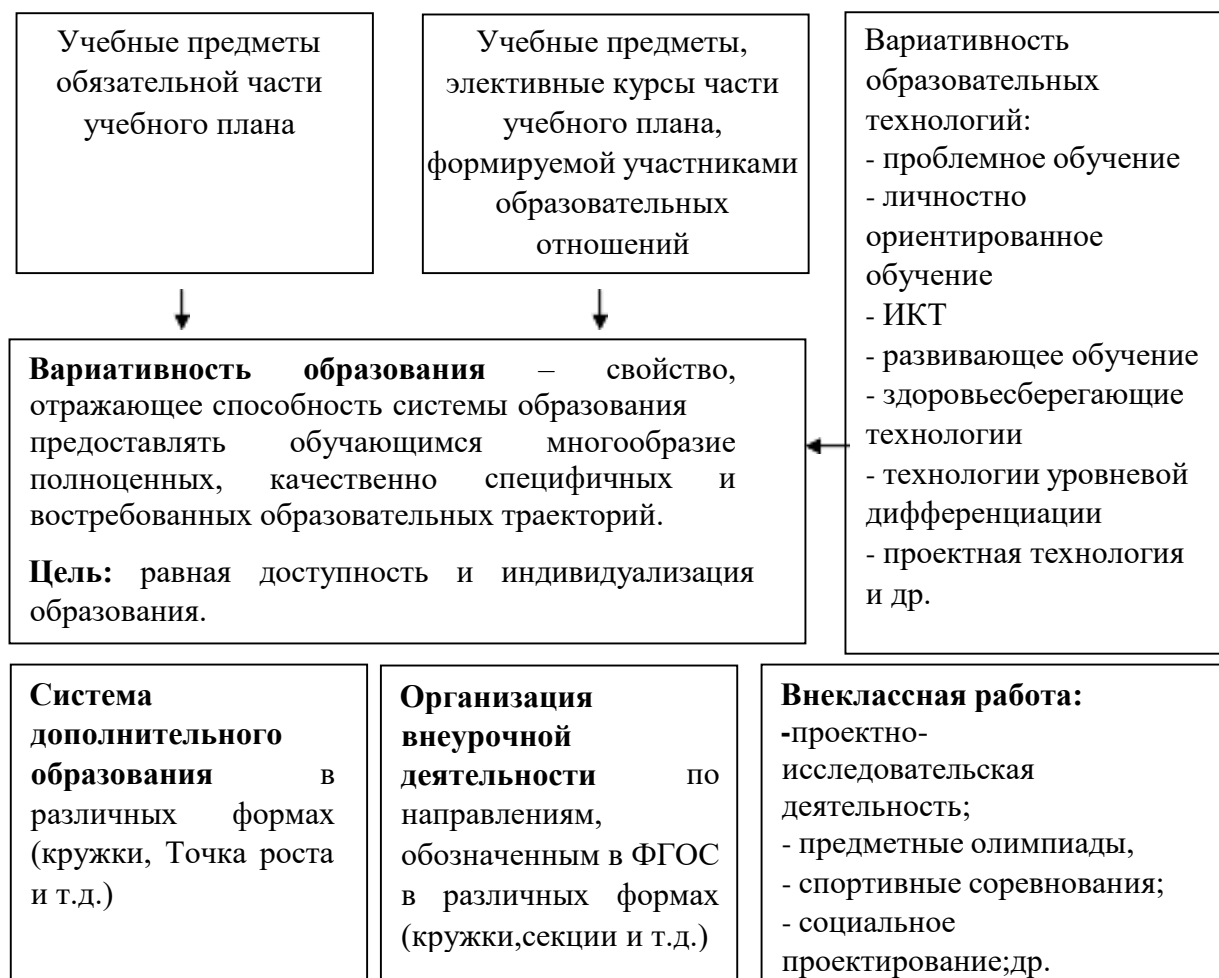 Учебные предметы
обязательной части
учебного плана
Учебные предметы,
элективные курсы части
учебного плана,
формируемой участниками
образовательных
отношений
Вариативность
образовательных
технологий:
- проблемное обучение
- личностно
ориентированное
обучение
- ИКТ
- развивающее обучение
- здоровьесберегающие
технологии
- технологии уровневой
дифференциации
- проектная технология
и др.
Вариативность образования – свойство,
отражающее способность системы образования
предоставлять обучающимся многообразие
полноценных, качественно специфичных и
востребованных образовательных траекторий.
Цель: равная доступность и индивидуализация
образования.
Система
дополнительного
образования в
различных формах
(кружки, Точка роста
и т.д.)
Организация
внеурочной
деятельности по
направлениям,
обозначенным в ФГОС
в различных формах
(кружки,секции и т.д.)
Внеклассная работа:
-проектно-
исследовательская
деятельность;
- предметные олимпиады,
- спортивные соревнования;
- социальное
проектирование;др.